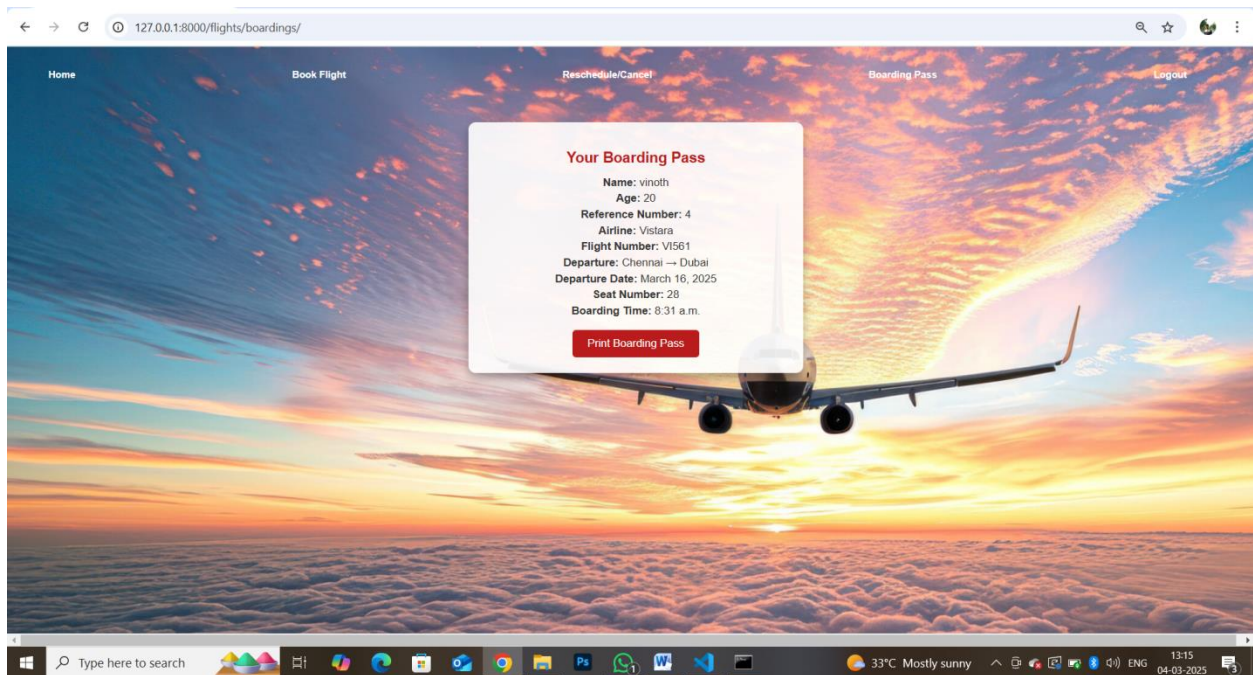 127.0.0.1:8000/flights/boardings/
Home Book Flight Reschedule/Cancel Boarding Pass Logout
Your Boarding Pass
Name: vinoth
Age: 20
Reference Number: 4
Airline: Vistara
Flight Number: VI561
Departure: Chennai → Dubai
Departure Date: March 16, 2025
Seat Number: 28
Boarding Time: 8:31 a.m.
Print Boarding Pass
Type here to search
Ps
1
W
33°C Mostly sunny
ENG
13:15
04-03-2025
3